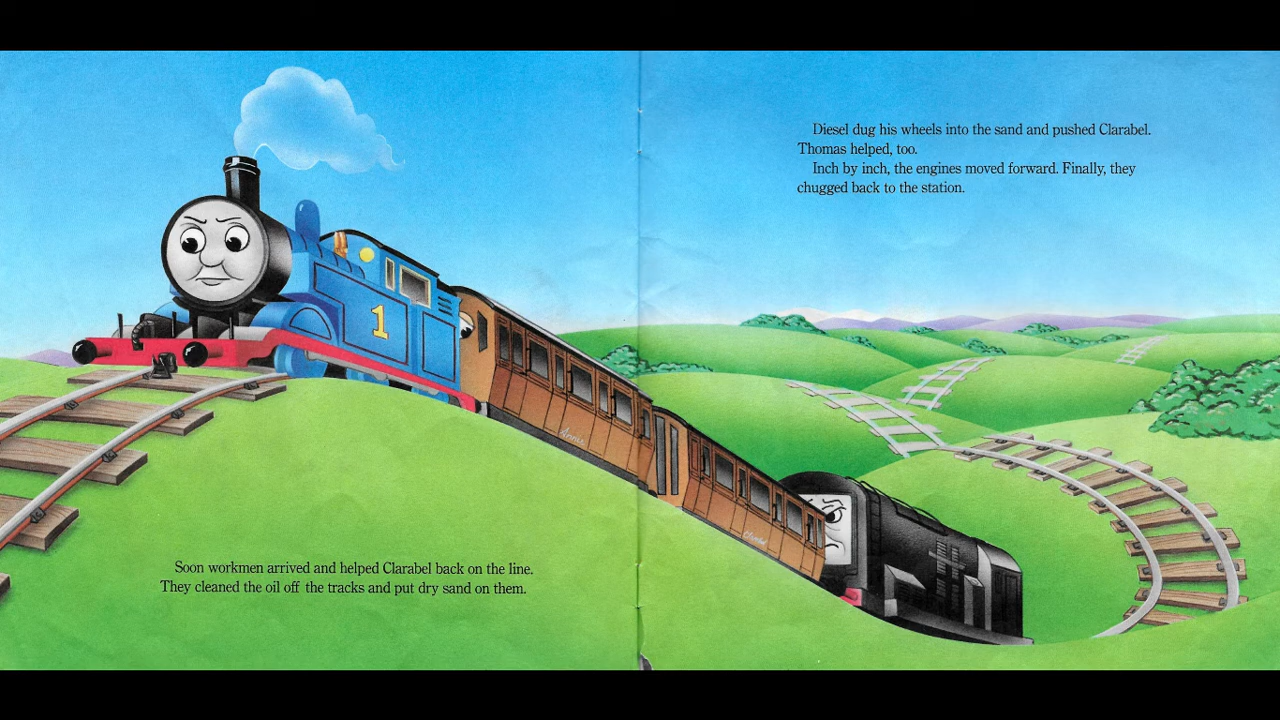 1
Annie
Clarabel
Soon workmen arrived and helped Clarabel back on the line.
They cleaned the oil off the tracks and put dry sand on them.
Diesel dug his wheels into the sand and pushed Clarabel.
Thomas helped, too.
Inch by inch, the engines moved forward. Finally, they
chugged back to the station.